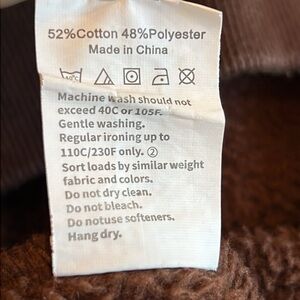 52%Cotton 48%Polyester
Made in China
Machine wash should not
exceed 40C or 105F.
Gentle washing.
Regular ironing up to
110C/230F only. ②
Sort loads by similar weight
fabric and colors.
Do not dry clean.
Do not bleach.
Do notuse softeners.
Hang dry.